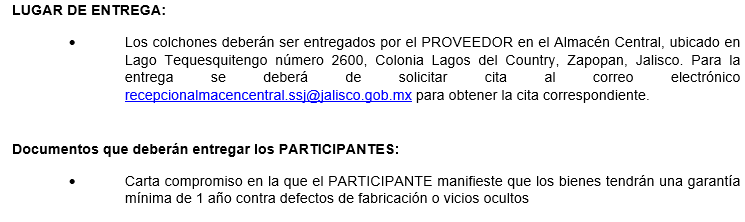 LUGAR DE ENTREGA:
• Los colchones deberán ser entregados por el PROVEEDOR en el Almacén Central, ubicado en
Lago Tequesquitengo número 2600, Colonia Lagos del Country, Zapopan, Jalisco. Para la
entrega se deberá de solicitar cita al correo electrónico
recepcionalmacencentral.ssj@jalisco.gob.mx para obtener la cita correspondiente.
Documentos que deberán entregar los PARTICIPANTES:
• Carta compromiso en la que el PARTICIPANTE manifieste que los bienes tendrán una garantía
mínima de 1 año contra defectos de fabricación o vicios ocultos